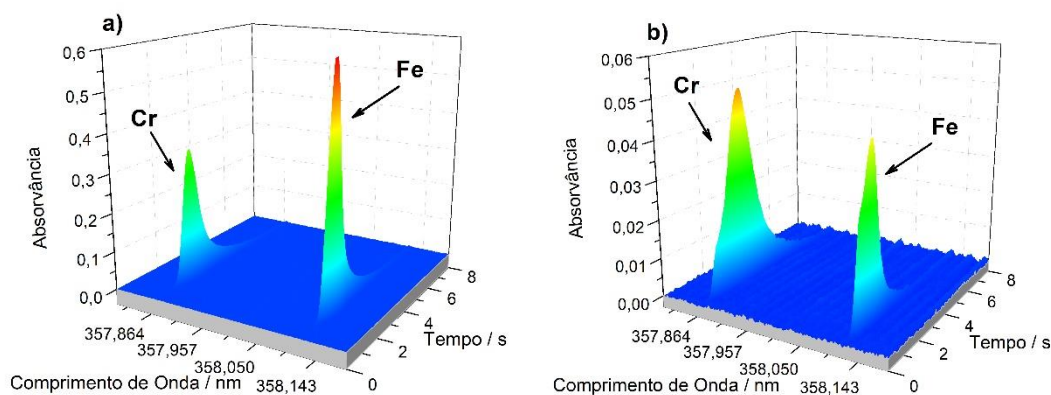 a)
0,6
0,5
0,4
0,3
0,2
0,1
0,0
Absorvância
Cr
Fe
357,864
357,957
358,050
358,143
Comprimento de Onda / nm
0
2
4
6
8
Tempo / s
b)
0,06
0,05
0,04
0,03
0,02
0,01
0,00
Absorvância
Cr
Fe
357,864
357,957
358,050
358,143
Comprimento de Onda / nm
0
2
4
6
8
Tempo / s